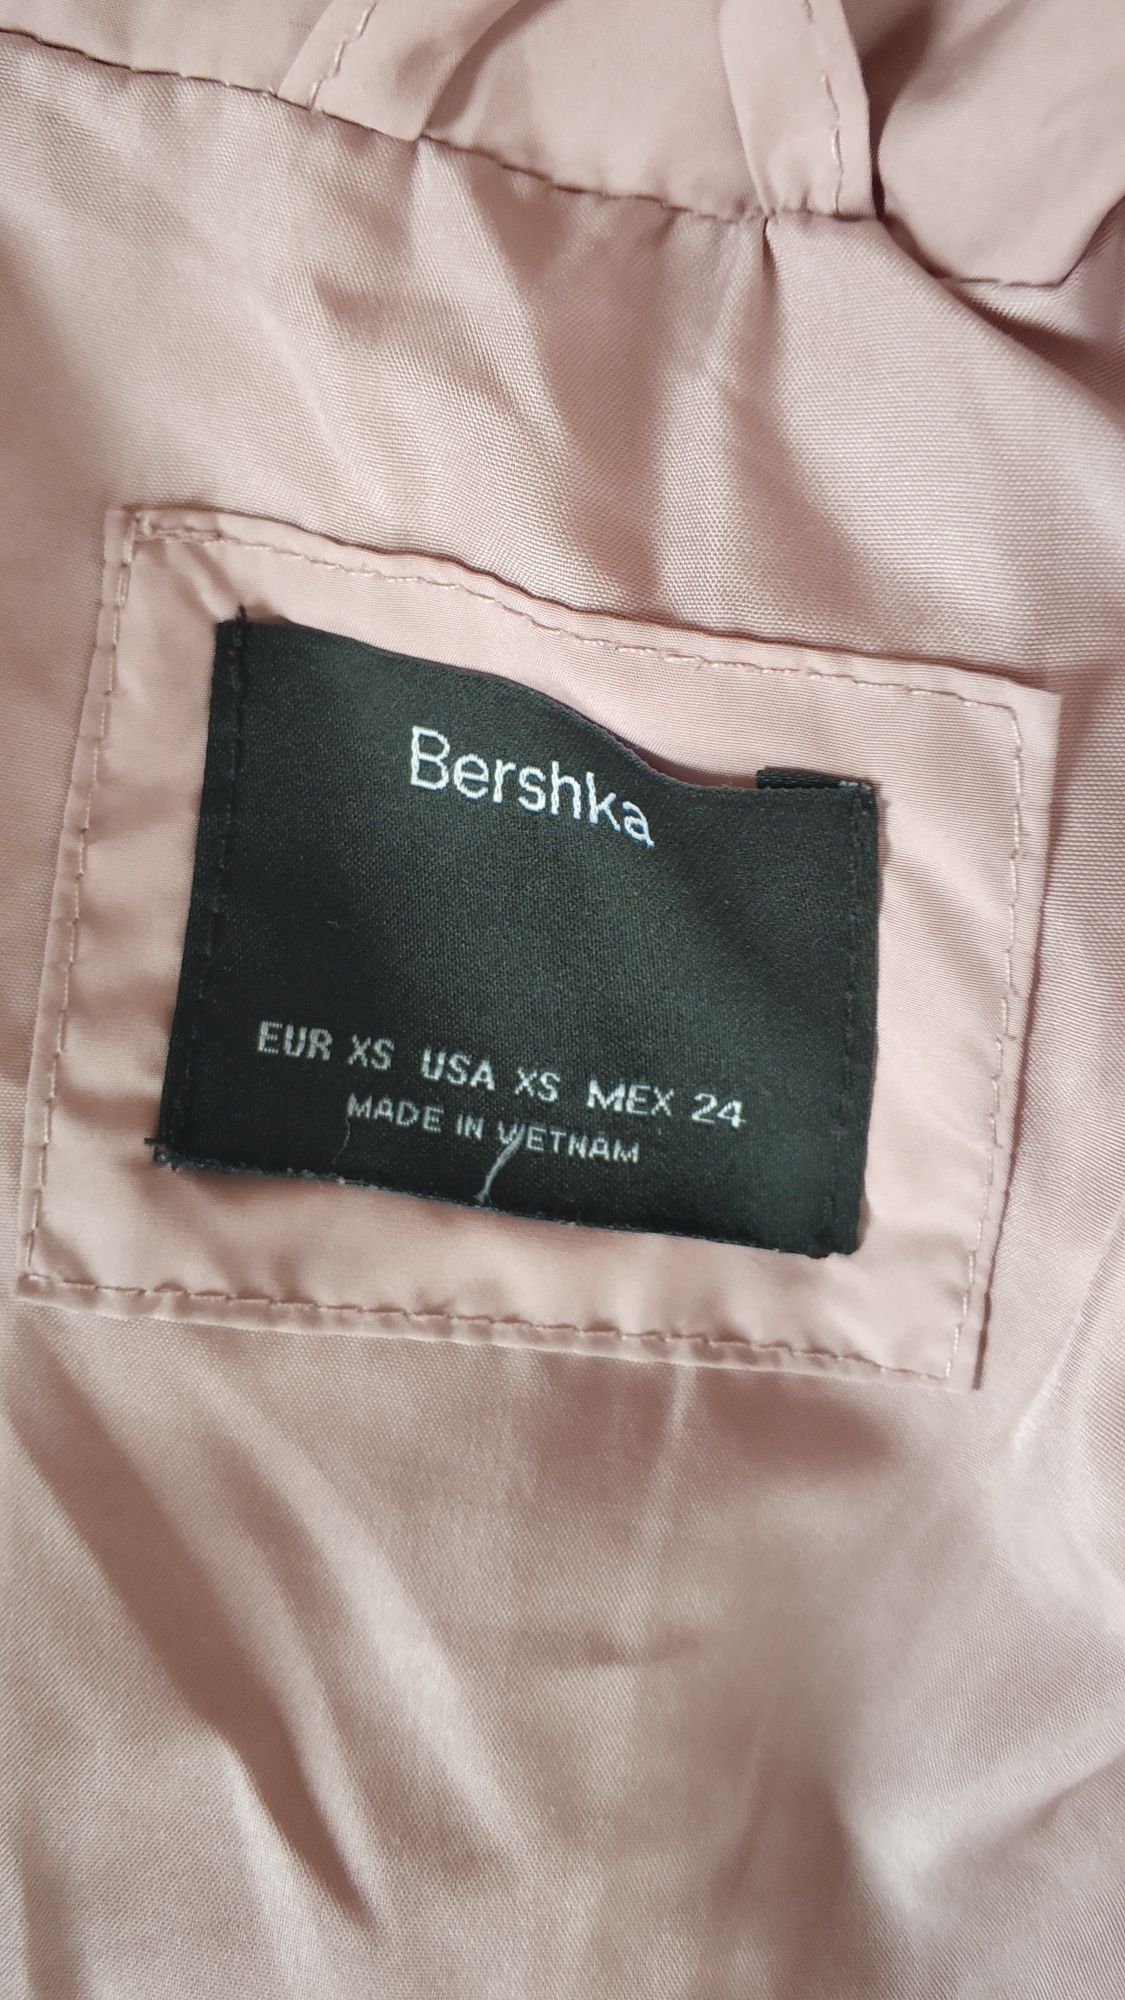 Bershka
EUR XS USA XS MEX 24
MADE IN VIETNAM